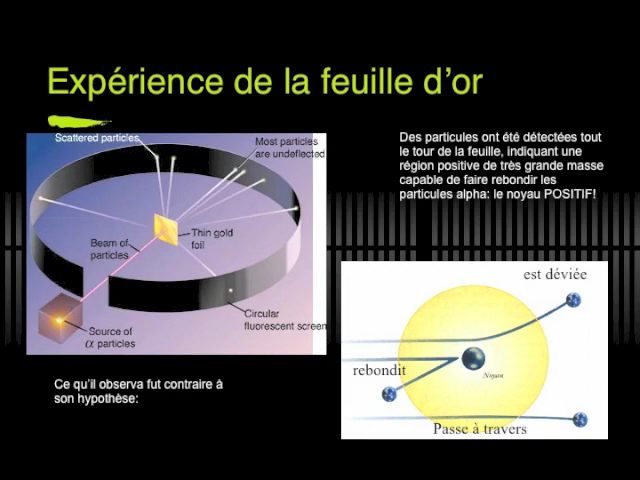 Expérience de la feuille d’or
Scattered particles
Most particles
are undeflected
Thin gold
foil
Beam of
particles
Circular
fluorescent screen
Source of
α particles
Des particules ont été détectées tout
le tour de la feuille, indiquant une
région positive de très grande masse
capable de faire rebondir les
particules alpha: le noyau POSITIF!
est déviée
rebondit
Noyau
Passe à travers
Ce qu’il observa fut contraire à
son hypothèse: